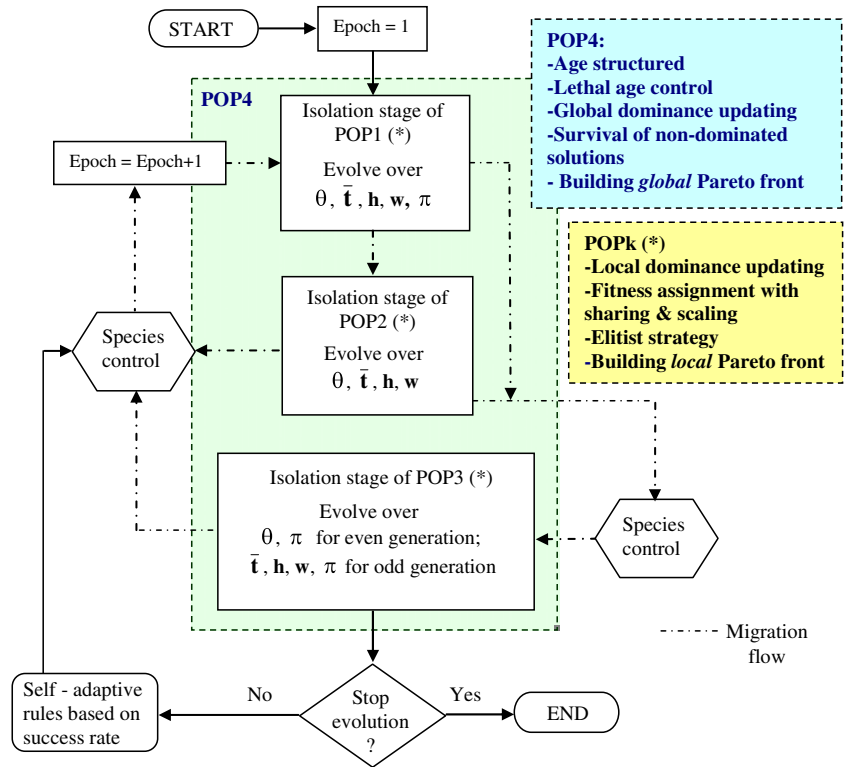 START
Epoch = 1
POP4:
-Age structured
-Lethal age control
-Global dominance updating
-Survival of non-dominated
solutions
- Building global Pareto front
POP4
Isolation stage of
POP1 (*)
Evolve over
θ, t̄, h, w, π
Epoch = Epoch+1
POPk (*)
-Local dominance updating
-Fitness assignment with
sharing & scaling
-Elitist strategy
-Building local Pareto front
Isolation stage of
POP2 (*)
Evolve over
θ, t̄, h, w
Species
control
Isolation stage of POP3 (*)
Evolve over
θ, π for even generation;
t̄, h, w, π for odd generation
Species
control
Migration
flow
Self - adaptive
rules based on
success rate
No
Stop
evolution
?
Yes
END